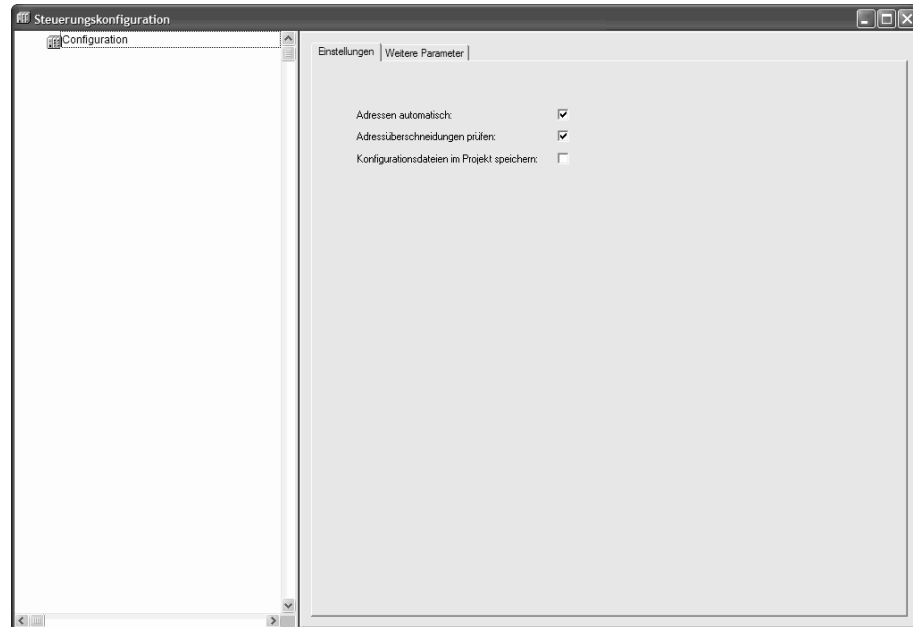 Steuerungskonfiguration
Configuration
Einstellungen
Weitere Parameter
Adressen automatisch:
Adressüberschneidungen prüfen:
Konfigurationsdateien im Projekt speichern: